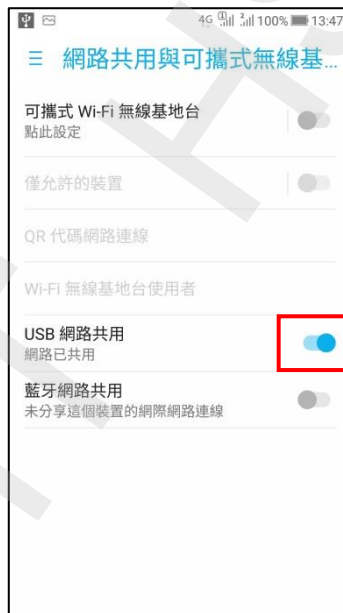 4G 1 2 100% 13:47
網路共用與可攜式無線基...
可攜式 Wi-Fi 無線基地台
點此設定
僅允許的裝置
QR 代碼網路連線
Wi-Fi 無線基地台使用者
USB 網路共用
網路已共用
藍牙網路共用
未分享這個裝置的網際網路連線